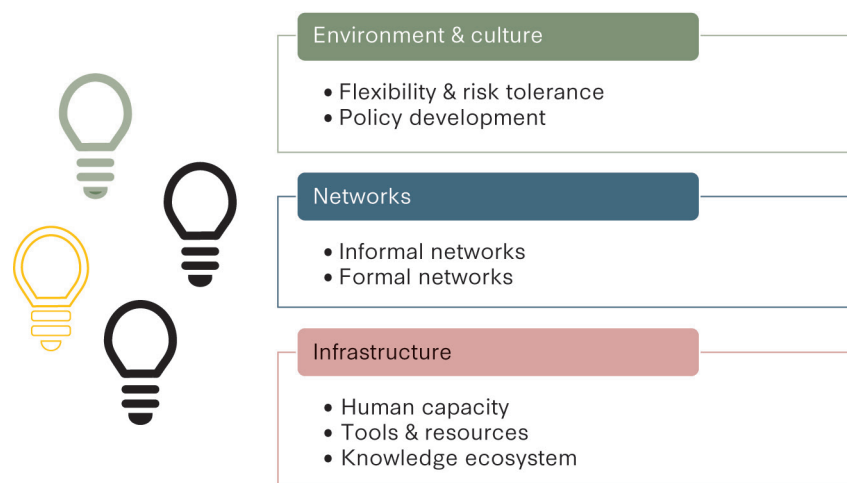 Environment & culture
• Flexibility & risk tolerance
• Policy development
Networks
• Informal networks
• Formal networks
Infrastructure
• Human capacity
• Tools & resources
• Knowledge ecosystem